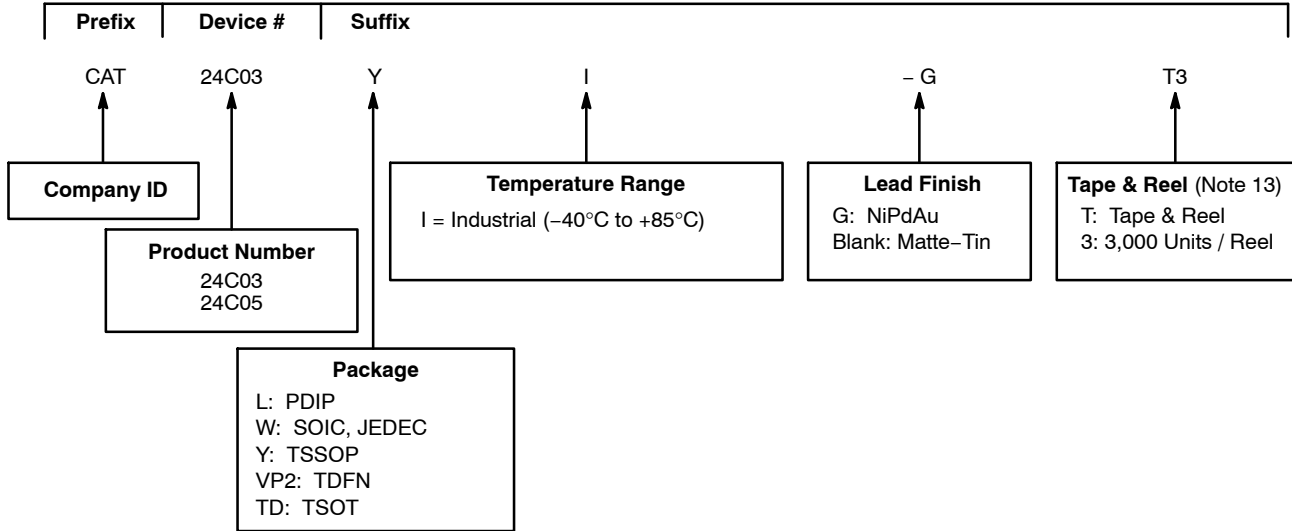 Prefix Device # Suffix
CAT 24C03 Y I – G T3
Company ID
Product Number
24C03
24C05
Package
L: PDIP
W: SOIC, JEDEC
Y: TSSOP
VP2: TDFN
TD: TSOT
Temperature Range
I = Industrial (−40°C to +85°C)
Lead Finish
G: NiPdAu
Blank: Matte−Tin
Tape & Reel (Note 13)
T: Tape & Reel
3: 3,000 Units / Reel